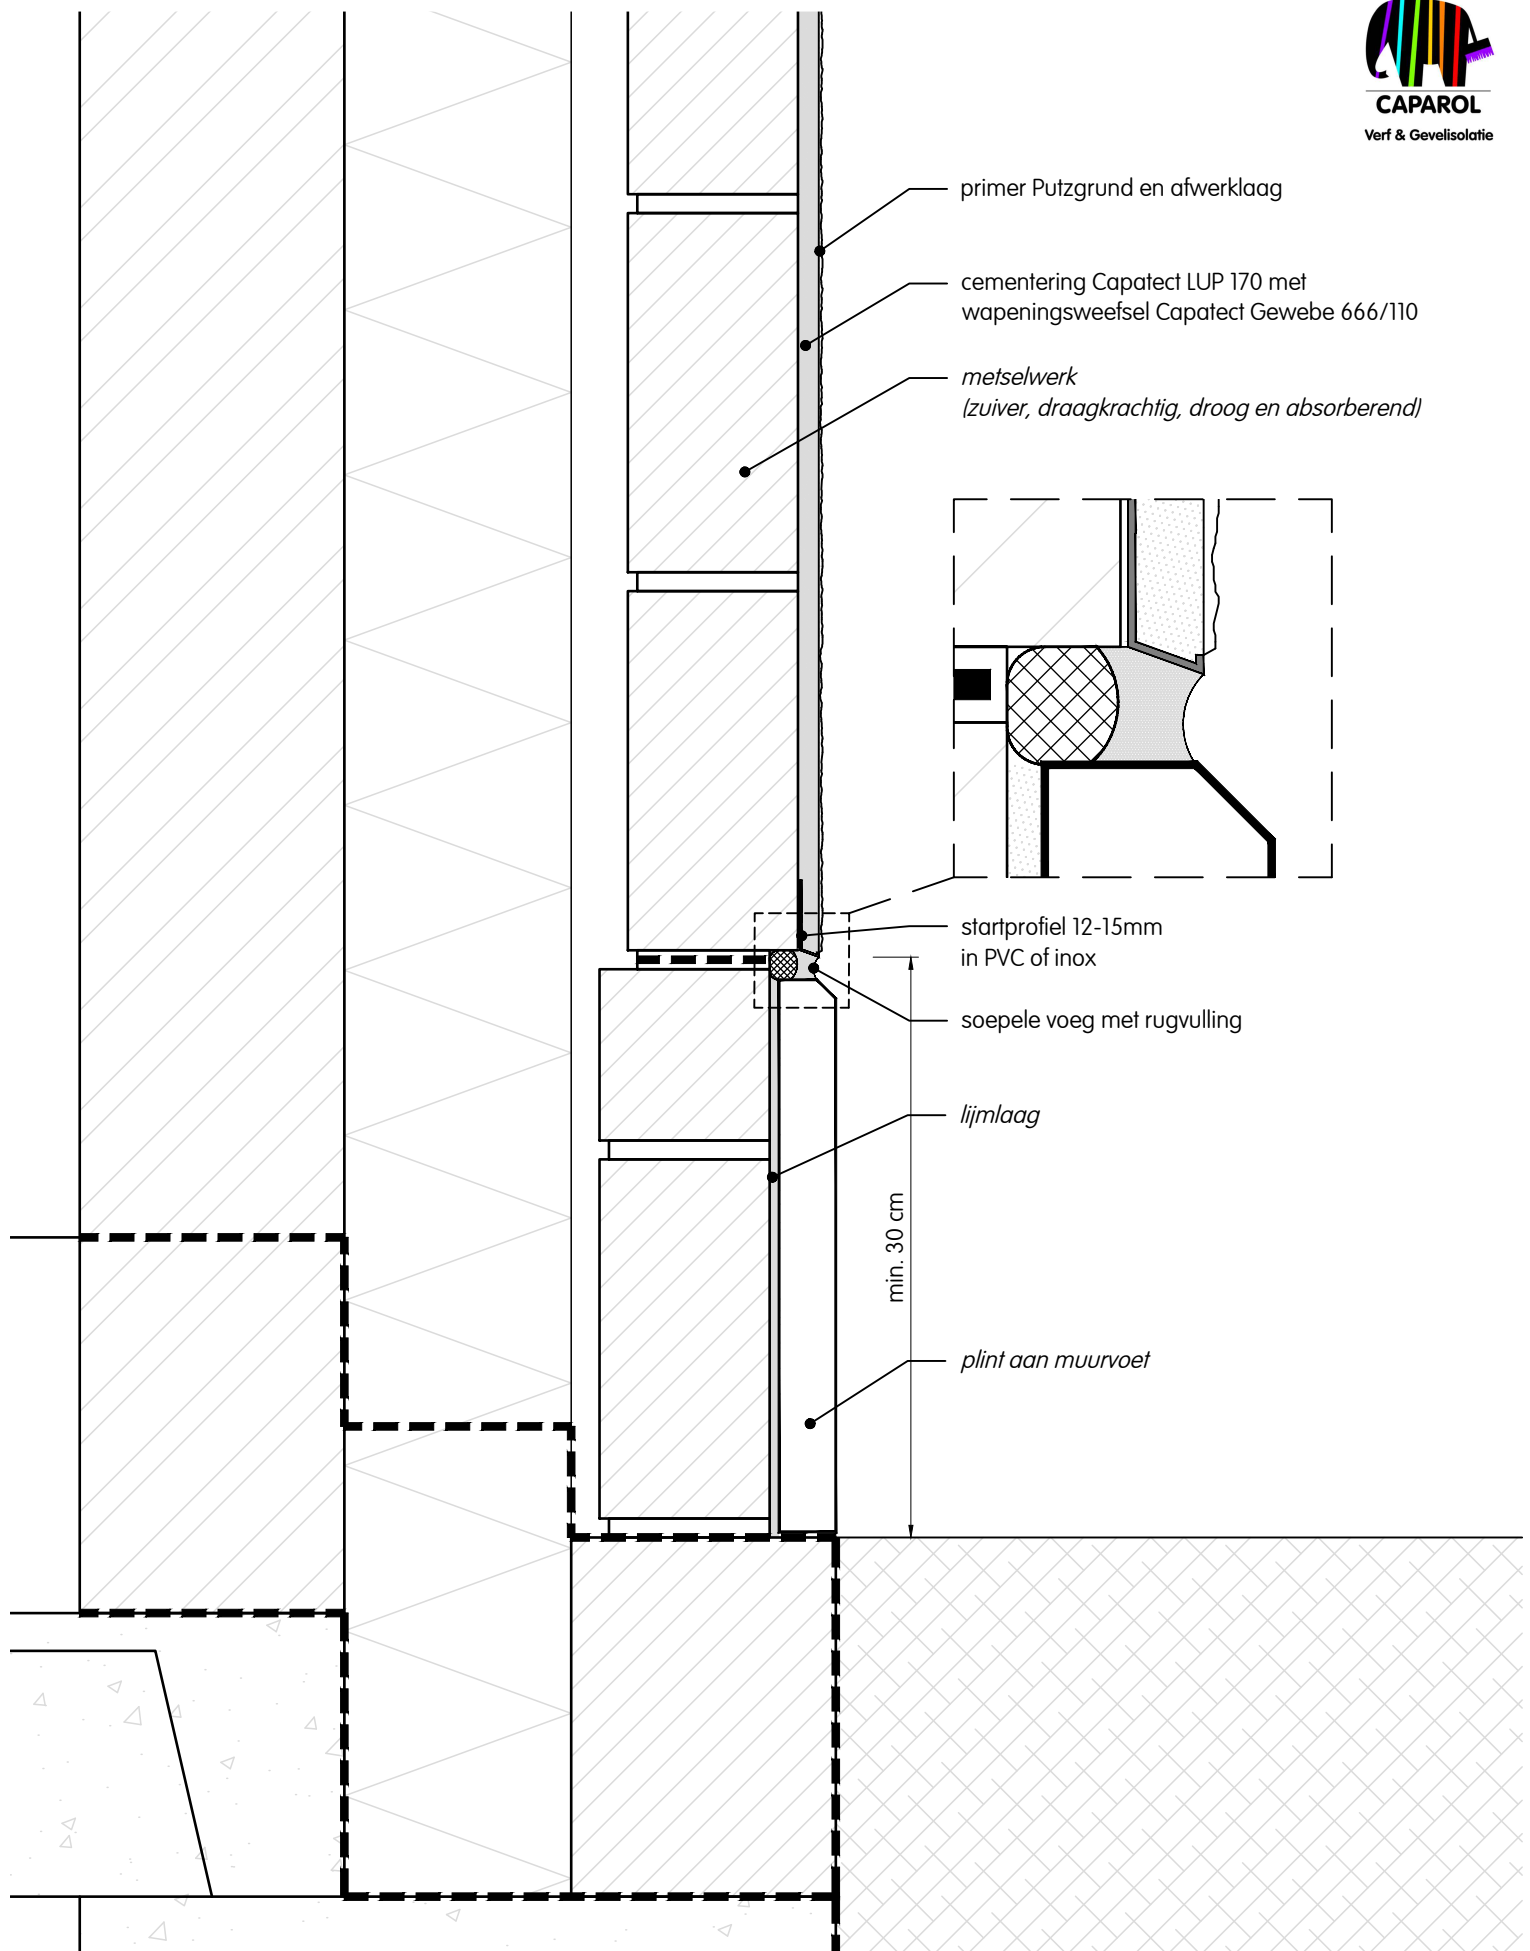 CAPAROL
Verf & Gevelisolatie
primer Putzgrund en afwerklaag
cementering Capatect LUP 170 met
wapeningsweefsel Capatect Gewebe 666/110
metselwerk
(zuiver, draagkrachtig, droog en absorberend)
startprofiel 12-15mm
in PVC of inox
soepele voeg met rugvulling
lijmlaag
min. 30 cm
plint aan muurvoet